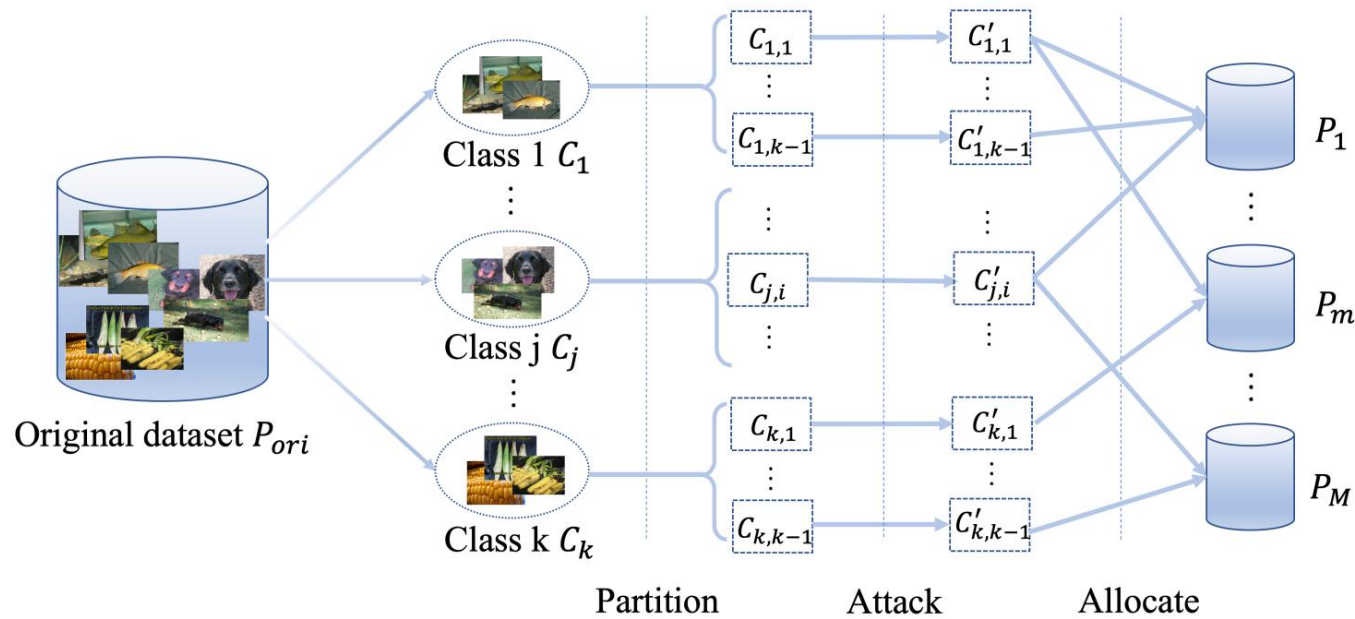 C_{1,1}
C'_{1,1}
⋮
⋮
C_{1,k-1}
C'_{1,k-1}
P_1
Class 1 C_1
⋮
⋮
⋮
⋮
C_{j,i}
C'_{j,i}
P_m
⋮
⋮
Class j C_j
⋮
⋮
C_{k,1}
C'_{k,1}
Original dataset P_{ori}
⋮
⋮
P_M
C_{k,k-1}
C'_{k,k-1}
Class k C_k
Partition
Attack
Allocate